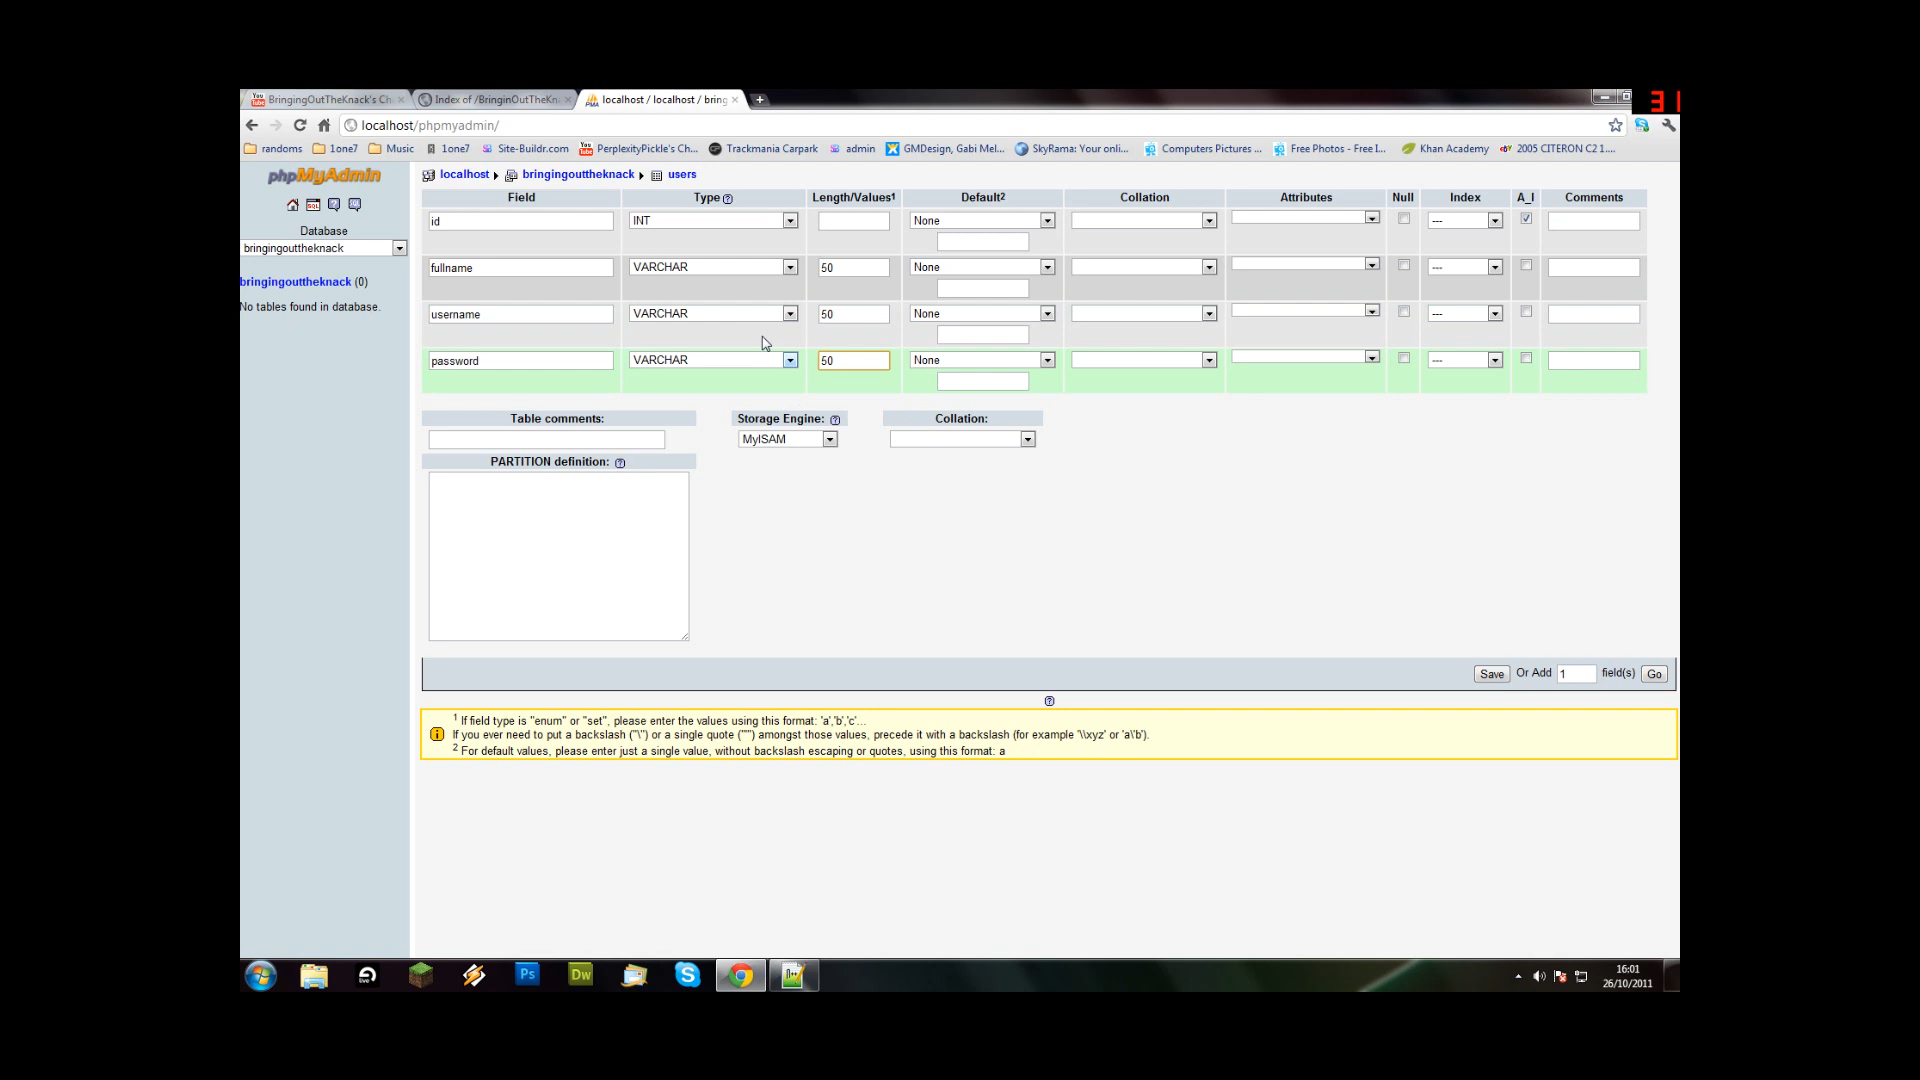 BringingOutTheKnack's Ch
Index of /BringinOutTheKn
localhost / localhost / bring
31
localhost/phpmyadmin/
randoms 1one7 Music 1one7 Site-Buildr.com PerplexityPickle's Ch... Trackmania Carpark admin GMDesign, Gabi Mel... SkyRama: Your onli... Computers Pictures ... Free Photos - Free I... Khan Academy 2005 CITERON C2 1....
phpMyAdmin
Database
bringingouttheknack
bringingouttheknack (0)
No tables found in database.
localhost bringingouttheknack users
Field Type Length/Values1 Default2 Collation Attributes Null Index A_I Comments
id INT None ---
fullname VARCHAR 50 None ---
username VARCHAR 50 None ---
password VARCHAR 50 None ---
Table comments: Storage Engine: Collation:
MyISAM
PARTITION definition:
Save Or Add 1 field(s) Go
1 If field type is "enum" or "set", please enter the values using this format: 'a','b','c'...
If you ever need to put a backslash ("\") or a single quote ("'") amongst those values, precede it with a backslash (for example '\\xyz' or 'a\'b').
2 For default values, please enter just a single value, without backslash escaping or quotes, using this format: a
Ps Dw
16:01
26/10/2011